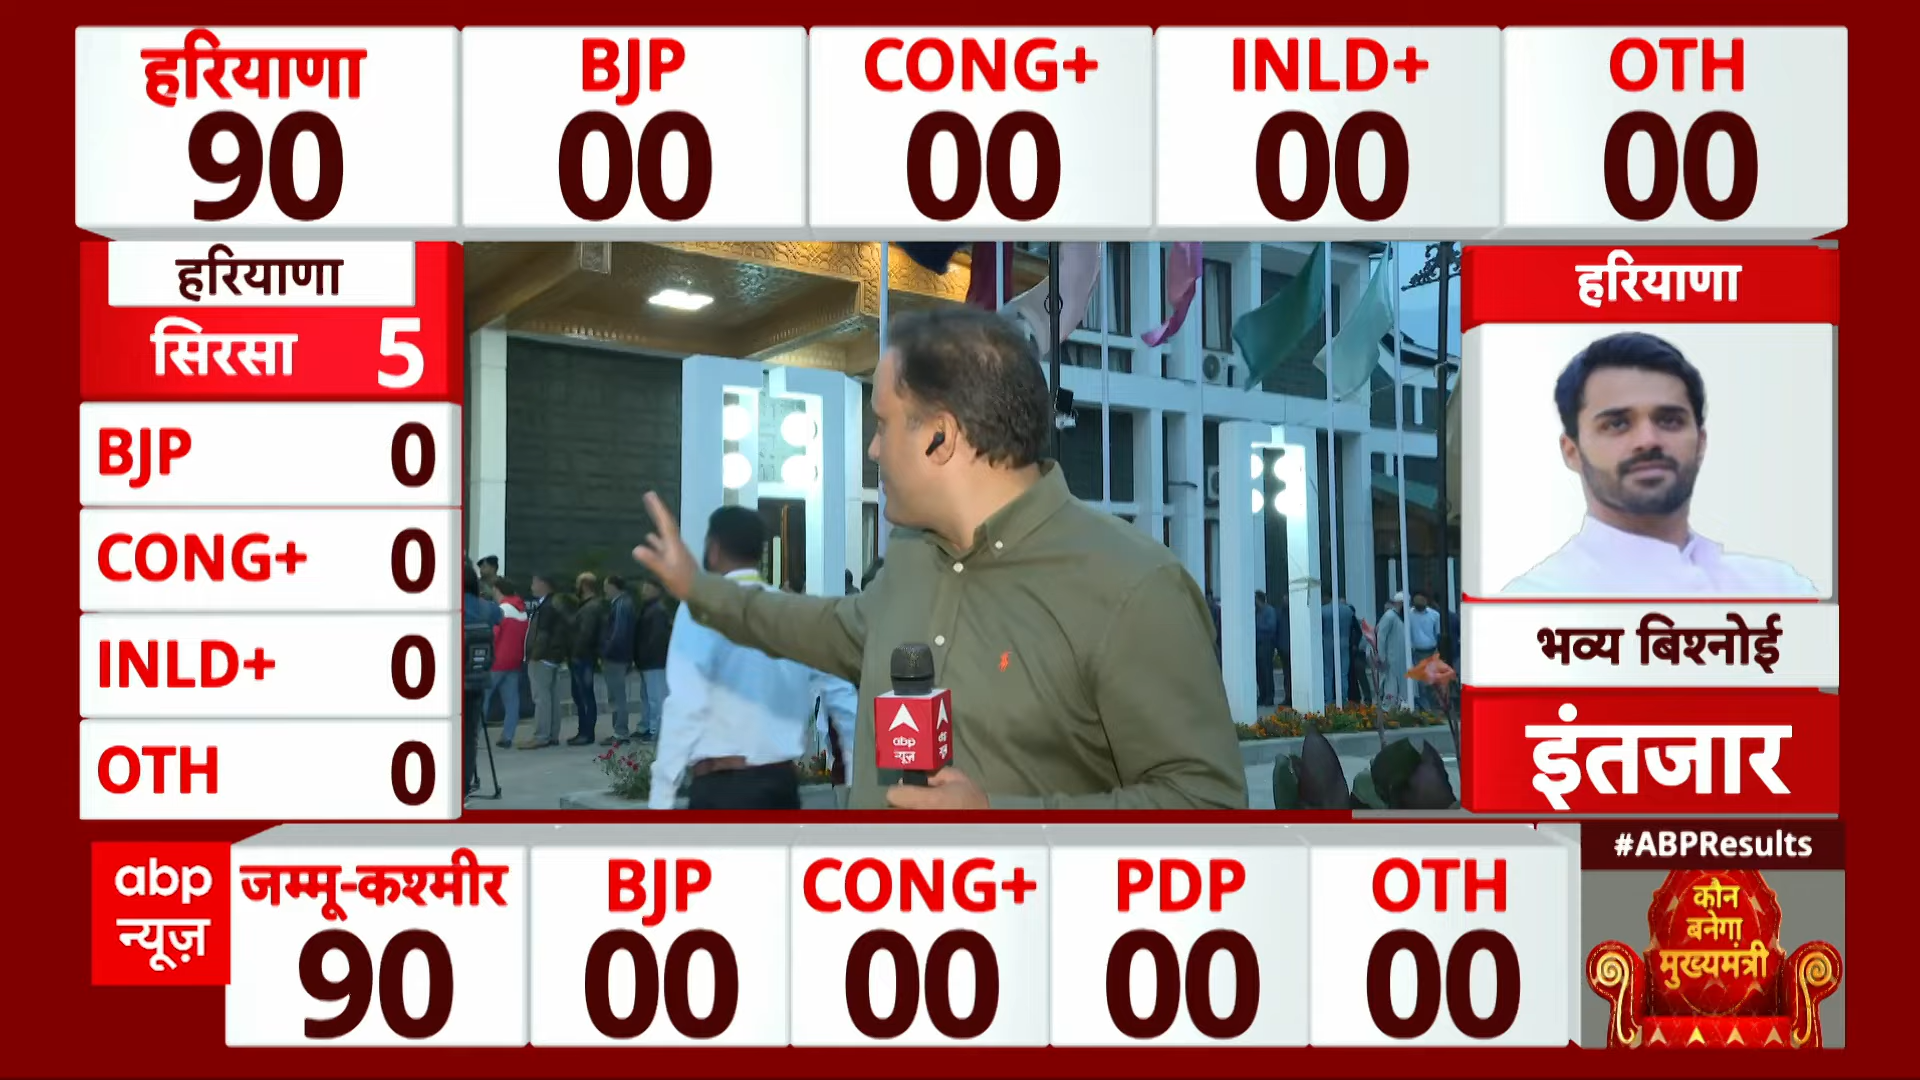 हरियाणा
90
BJP
00
CONG+
00
INLD+
00
OTH
00
हरियाणा
सिरसा 5
BJP 0
CONG+ 0
INLD+ 0
OTH 0
abp
न्यूज़
हरियाणा
भव्य बिश्नोई
इंतजार
abp
न्यूज़
जम्मू-कश्मीर
90
BJP
00
CONG+
00
PDP
00
OTH
00
#ABPResults
कौन
बनेगा
मुख्यमंत्री